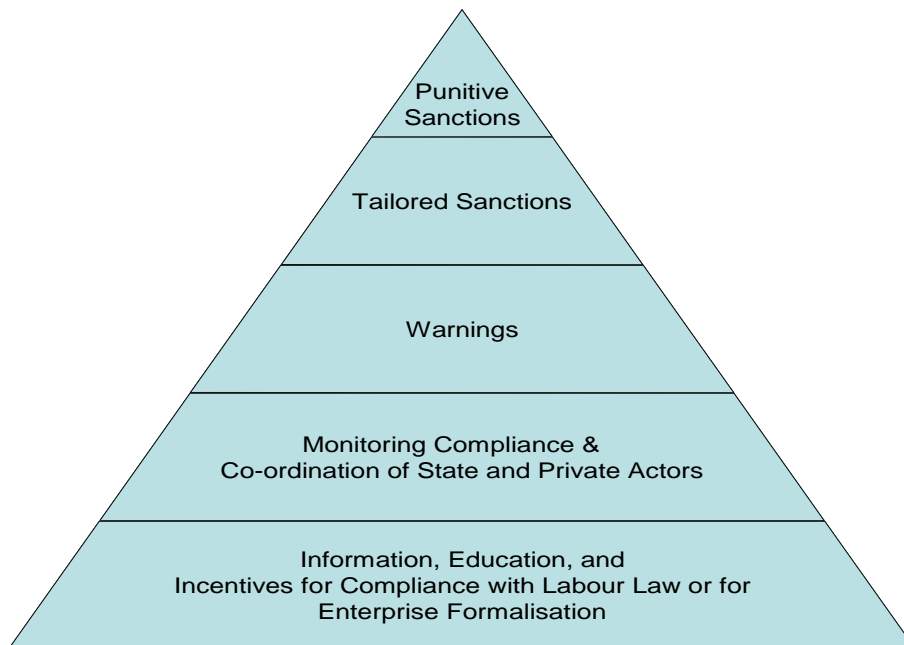 Punitive
Sanctions
Tailored Sanctions
Warnings
Monitoring Compliance &
Co-ordination of State and Private Actors
Information, Education, and
Incentives for Compliance with Labour Law or for
Enterprise Formalisation